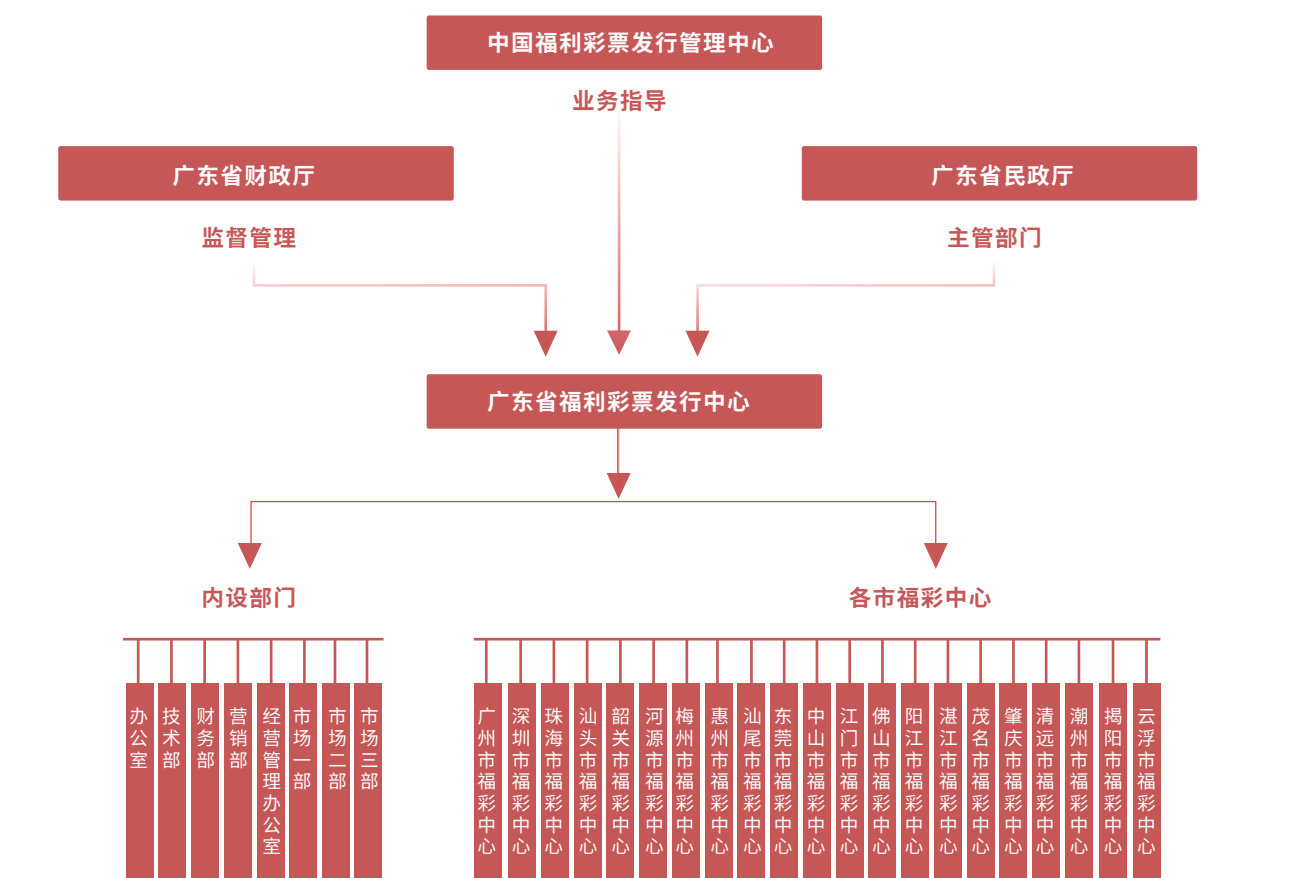 中国福利彩票发行管理中心
业务指导
广东省财政厅
广东省民政厅
监督管理
主管部门
广东省福利彩票发行中心
内设部门
各市福彩中心
办公室
技术部
财务部
营销部
经营管理办公室
市场一部
市场二部
市场三部
广州市福彩中心
深圳市福彩中心
珠海市福彩中心
汕头市福彩中心
韶关市福彩中心
河源市福彩中心
梅州市福彩中心
惠州市福彩中心
汕尾市福彩中心
东莞市福彩中心
中山市福彩中心
江门市福彩中心
佛山市福彩中心
阳江市福彩中心
湛江市福彩中心
茂名市福彩中心
肇庆市福彩中心
清远市福彩中心
潮州市福彩中心
揭阳市福彩中心
云浮市福彩中心